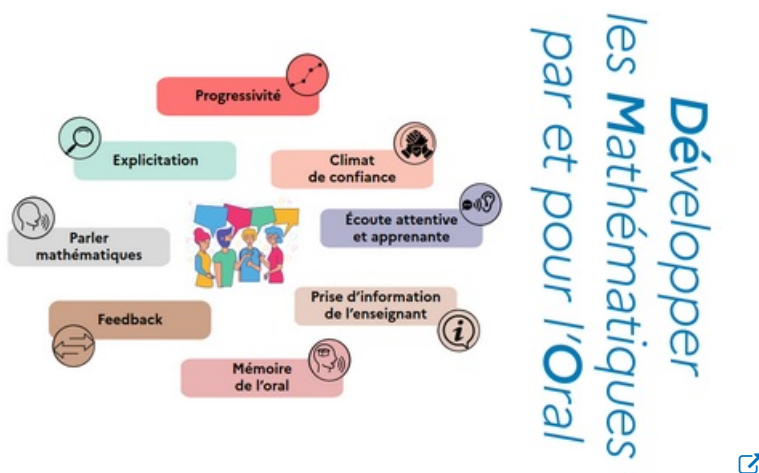 Progressivité
Explicitation
Climat
de confiance
Parler
mathématiques
Écoute attentive
et apprenante
Feedback
Prise d'information
de l'enseignant
Mémoire
de l'oral
Développer
les Mathématiques
par et pour l'Oral